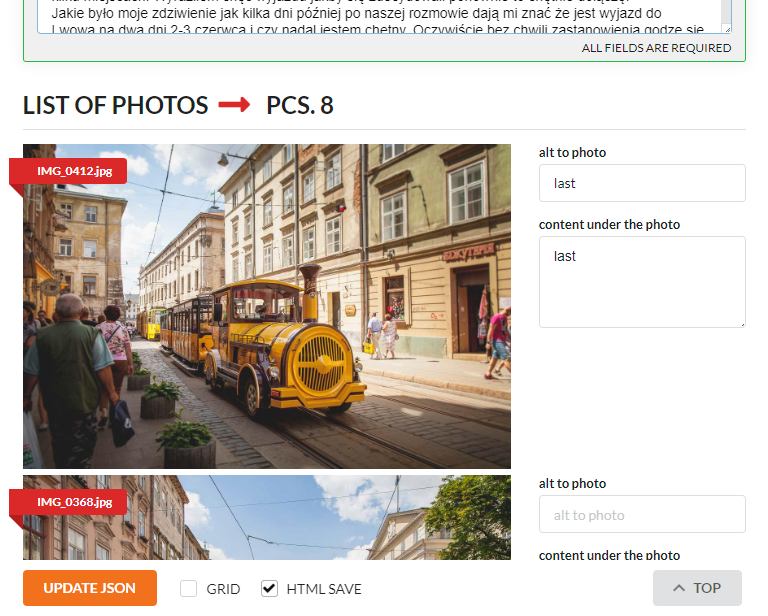 Jakie było moje zdziwienie jak kilka dni później po naszej rozmowie dają mi znać że jest wyjazd do
Lwowa na dwa dni 2-3 czerwca i czy nadal jestem chętny. Oczywiście bez chwili zastanowienia godzę się
ALL FIELDS ARE REQUIRED
LIST OF PHOTOS PCS. 8
IMG_0412.jpg
alt to photo
last
content under the photo
last
IMG_0368.jpg
alt to photo
alt to photo
content under the photo
UPDATE JSON
GRID
HTML SAVE
TOP